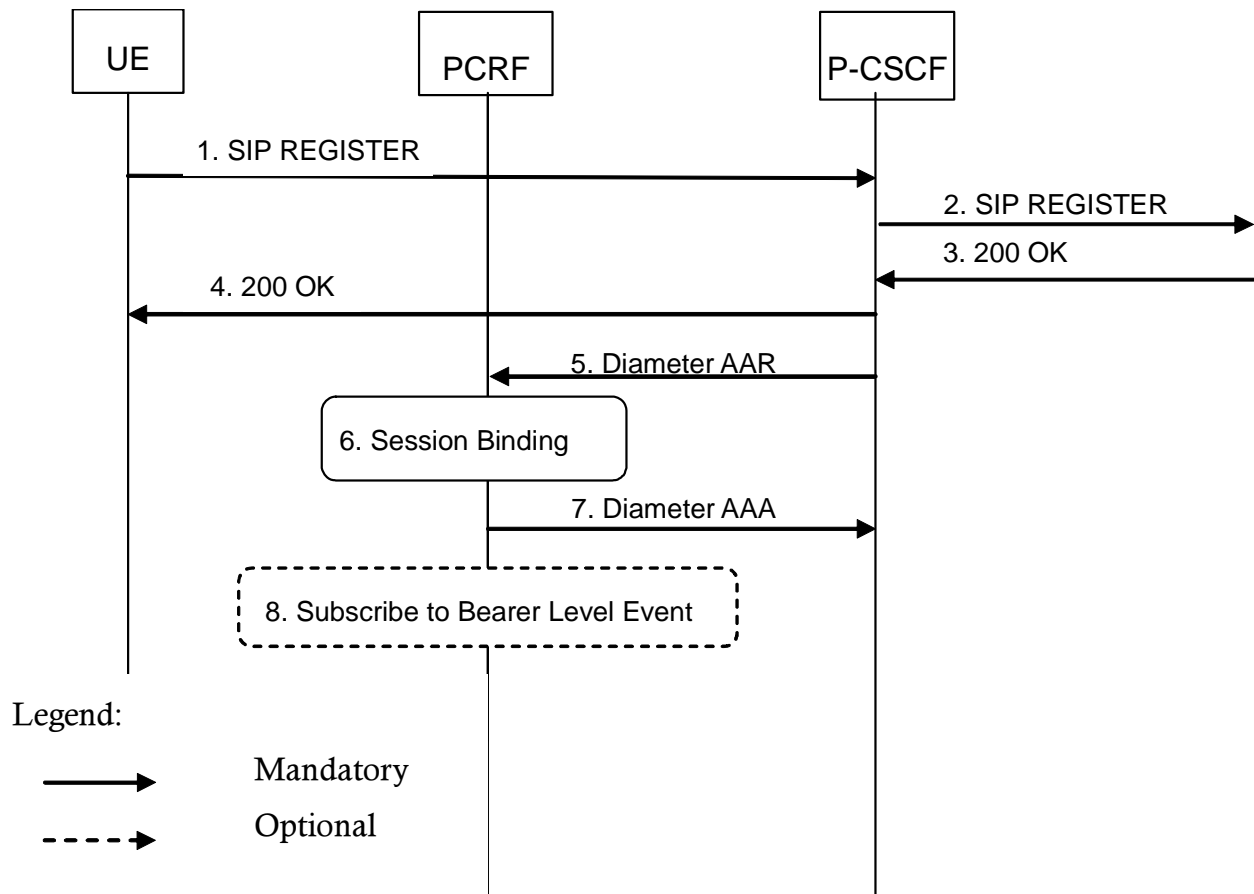 UE
PCRF
P-CSCF
1. SIP REGISTER
2. SIP REGISTER
3. 200 OK
4. 200 OK
5. Diameter AAR
6. Session Binding
7. Diameter AAA
8. Subscribe to Bearer Level Event
Legend:
Mandatory
Optional